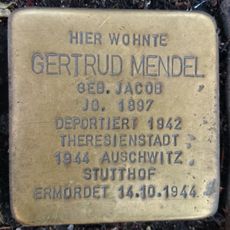 HIER WOHNTE
GERTRUD MENDEL
GEB. JACOB
JG. 1897
DEPORTIERT 1942
THERESIENSTADT
1944 AUSCHWITZ
STUTTHOF
ERMORDET 14.10.1944